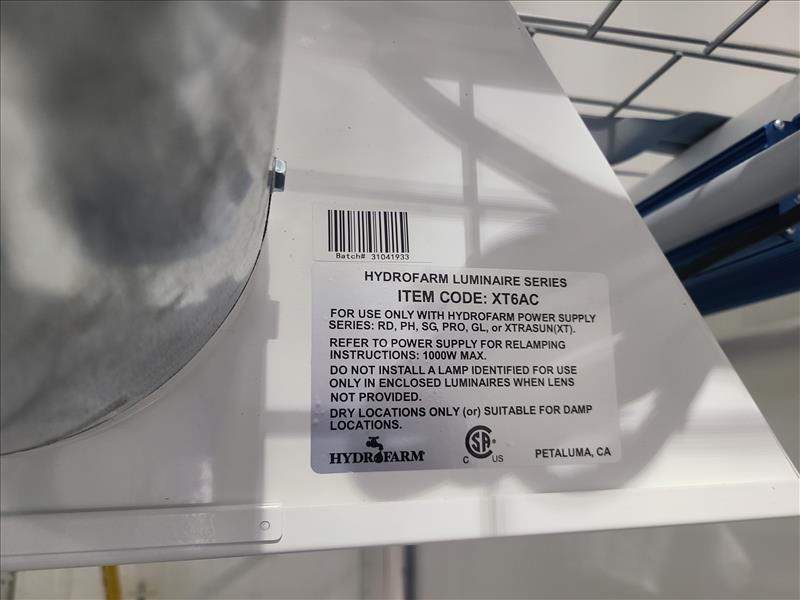 Batch# 31041933
HYDROFARM LUMINAIRE SERIES
ITEM CODE: XT6AC
FOR USE ONLY WITH HYDROFARM POWER SUPPLY
SERIES: RD, PH, SG, PRO, GL, or XTRASUN(XT).
REFER TO POWER SUPPLY FOR RELAMPING
INSTRUCTIONS: 1000W MAX.
DO NOT INSTALL A LAMP IDENTIFIED FOR USE
ONLY IN ENCLOSED LUMINAIRES WHEN LENS
NOT PROVIDED.
DRY LOCATIONS ONLY (or) SUITABLE FOR DAMP
LOCATIONS.
HYDROFARM
C SA US
PETALUMA, CA